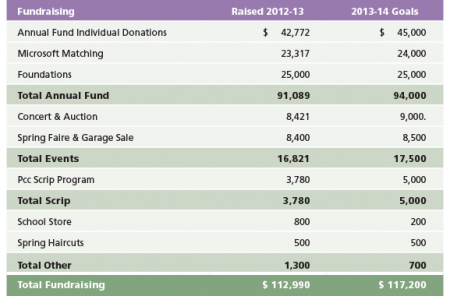 Fundraising Raised 2012-13 2013-14 Goals
Annual Fund Individual Donations $ 42,772 $ 45,000
Microsoft Matching 23,317 24,000
Foundations 25,000 25,000
Total Annual Fund 91,089 94,000
Concert & Auction 8,421 9,000.
Spring Faire & Garage Sale 8,400 8,500
Total Events 16,821 17,500
Pcc Scrip Program 3,780 5,000
Total Scrip 3,780 5,000
School Store 800 200
Spring Haircuts 500 500
Total Other 1,300 700
Total Fundraising $ 112,990 $ 117,200